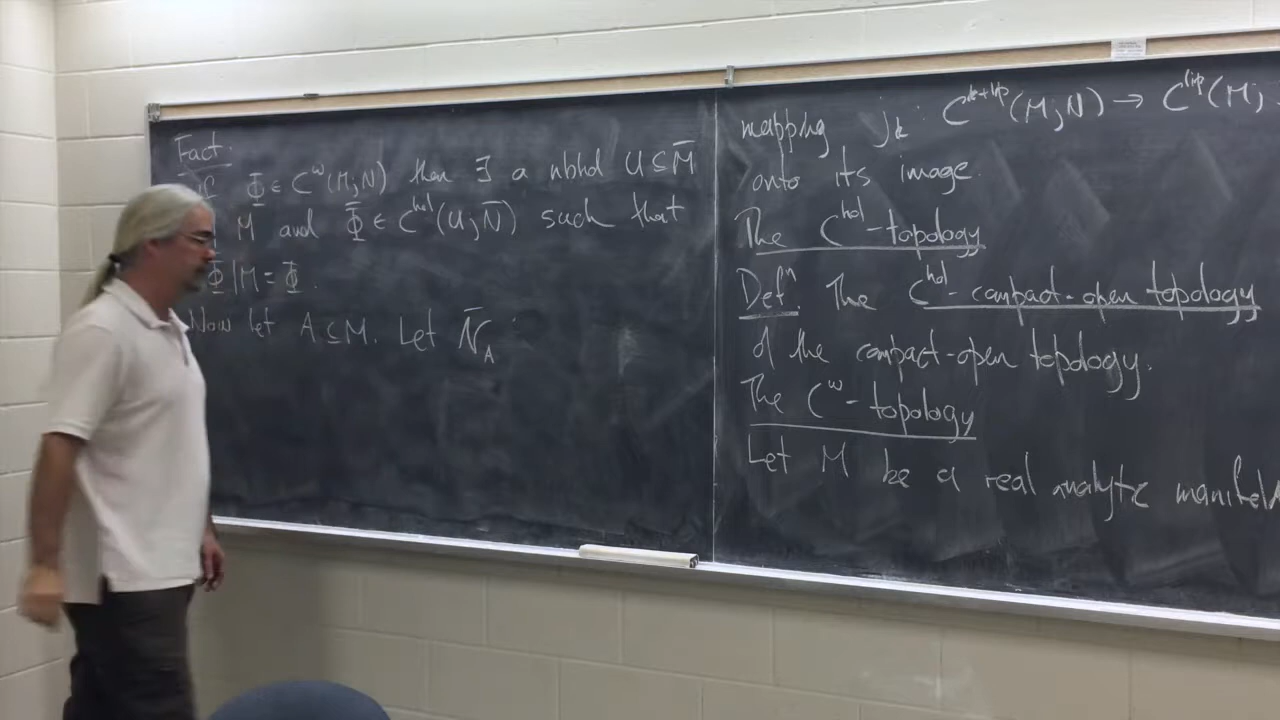 Fact.
If Φ ∈ C^ω(M;N) then ∃ a nbhd U ⊆ M̄
M and Φ̄ ∈ C^hol(U;N̄) such that
Φ̄|M = Φ.
Now let A ⊆ M. Let N̄_A
mapping j_k : C^{k+lip}(M;N) → C^lip(M;
onto its image.
The C^hol-topology
Defⁿ. The C^hol-compact-open topology
of the compact-open topology.
The C^ω-topology
Let M be a real analytic manifold